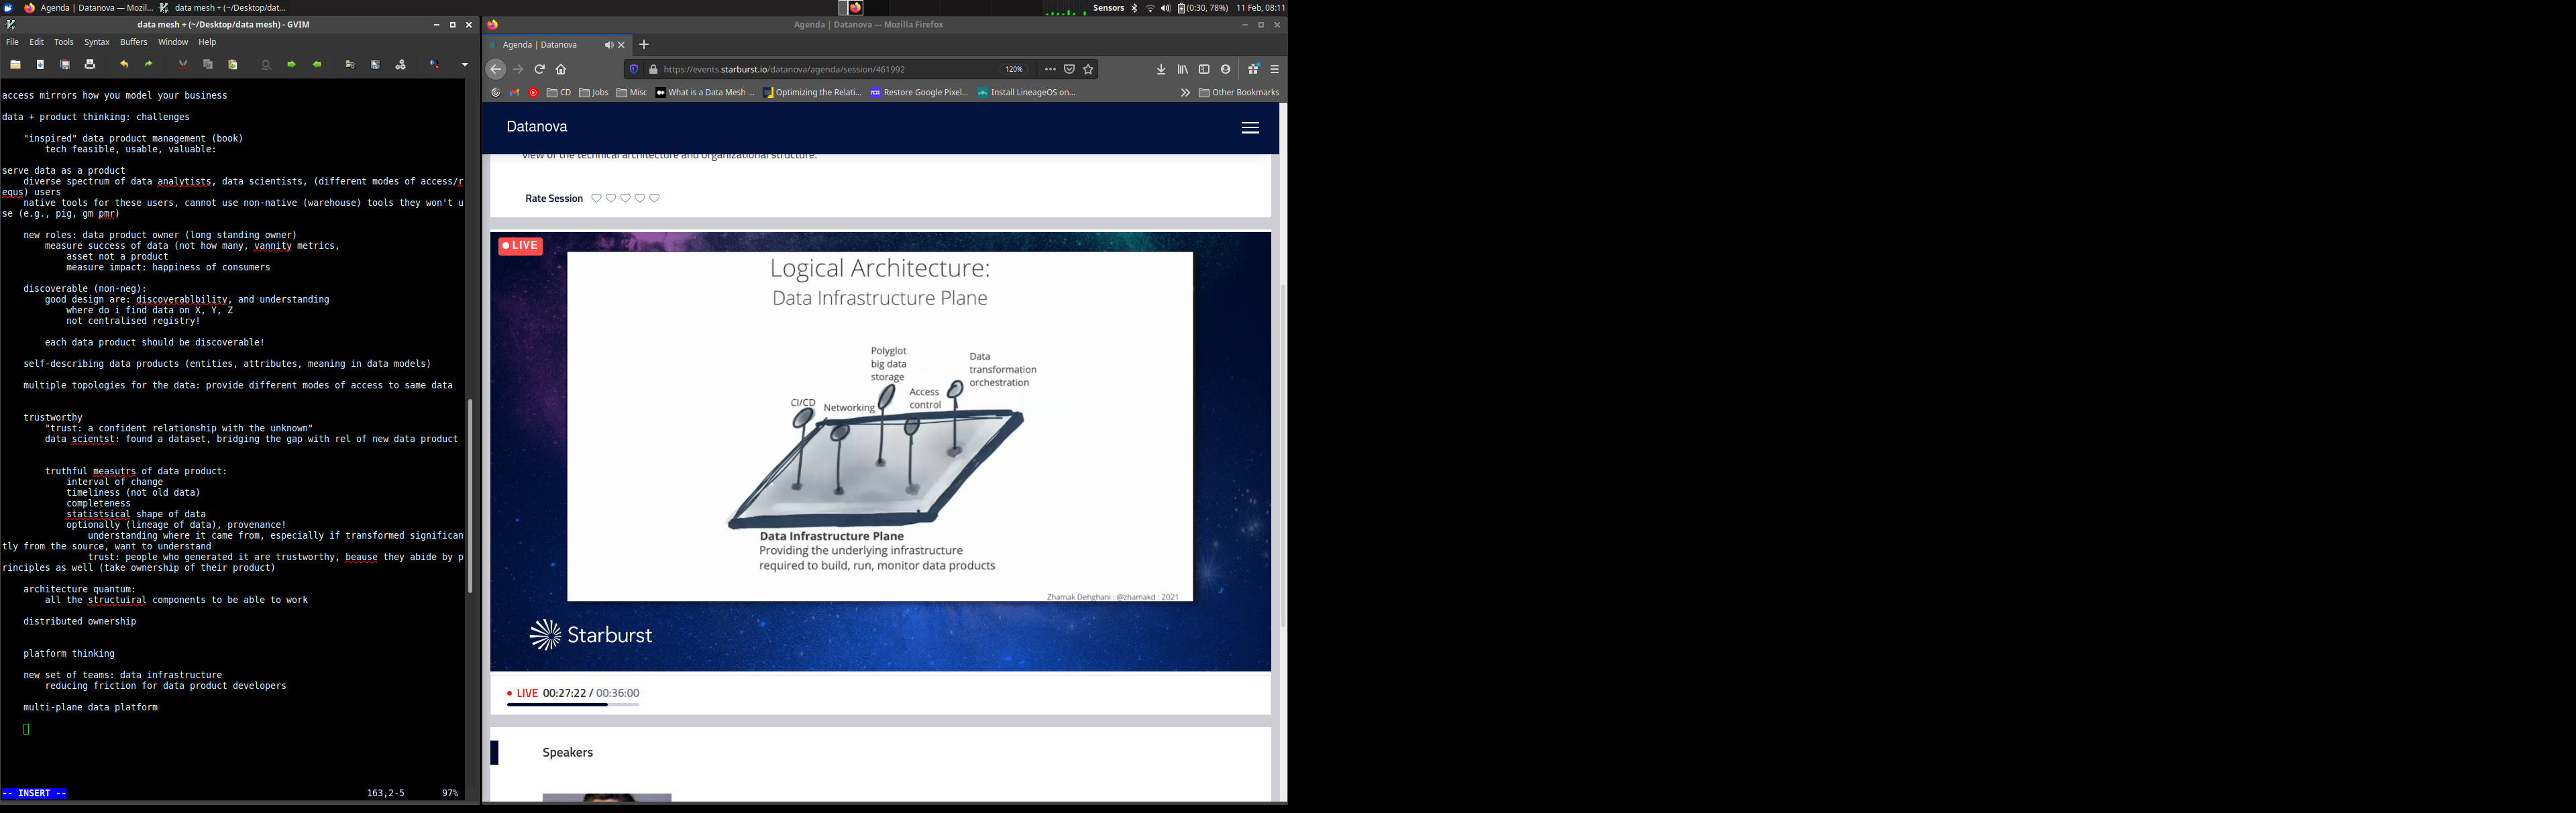 Agenda | Datanova — Mozil...
data mesh + (~/Desktop/dat...
Sensors
(0:30, 78%)
11 Feb, 08:11
data mesh + (~/Desktop/data mesh) - GVIM
File Edit Tools Syntax Buffers Window Help
access mirrors how you model your business
data + product thinking: challenges
"inspired" data product management (book)
tech feasible, usable, valuable:
serve data as a product
diverse spectrum of data analytists, data scientists, (different modes of access/r
equs) users
native tools for these users, cannot use non-native (warehouse) tools they won't u
se (e.g., pig, gm pmr)
new roles: data product owner (long standing owner)
measure success of data (not how many, vannity metrics,
asset not a product
measure impact: happiness of consumers
discoverable (non-neg):
good design are: discoverablbility, and understanding
where do i find data on X, Y, Z
not centralised registry!
each data product should be discoverable!
self-describing data products (entities, attributes, meaning in data models)
multiple topologies for the data: provide different modes of access to same data
trustworthy
"trust: a confident relationship with the unknown"
data scientst: found a dataset, bridging the gap with rel of new data product
truthful measutrs of data product:
interval of change
timeliness (not old data)
completeness
statistsical shape of data
optionally (lineage of data), provenance!
understanding where it came from, especially if transformed significan
tly from the source, want to understand
trust: people who generated it are trustworthy, beause they abide by p
rinciples as well (take ownership of their product)
architecture quantum:
all the structuiral components to be able to work
distributed ownership
platform thinking
new set of teams: data infrastructure
reducing friction for data product developers
multi-plane data platform
-- INSERT --
163,2-5
97%
Agenda | Datanova — Mozilla Firefox
Agenda | Datanova
https://events.starburst.io/datanova/agenda/session/461992
120%
CD Jobs Misc What is a Data Mesh ... Optimizing the Relati... Restore Google Pixel... Install LineageOS on... Other Bookmarks
Datanova
view of the technical architecture and organizational structure.
Rate Session
LIVE
Logical Architecture:
Data Infrastructure Plane
Polyglot
big data
storage
Data
transformation
orchestration
Access
control
CI/CD
Networking
Data Infrastructure Plane
Providing the underlying infrastructure
required to build, run, monitor data products
Zhamak Dehghani : @zhamakd : 2021
Starburst
LIVE 00:27:22 / 00:36:00
Speakers